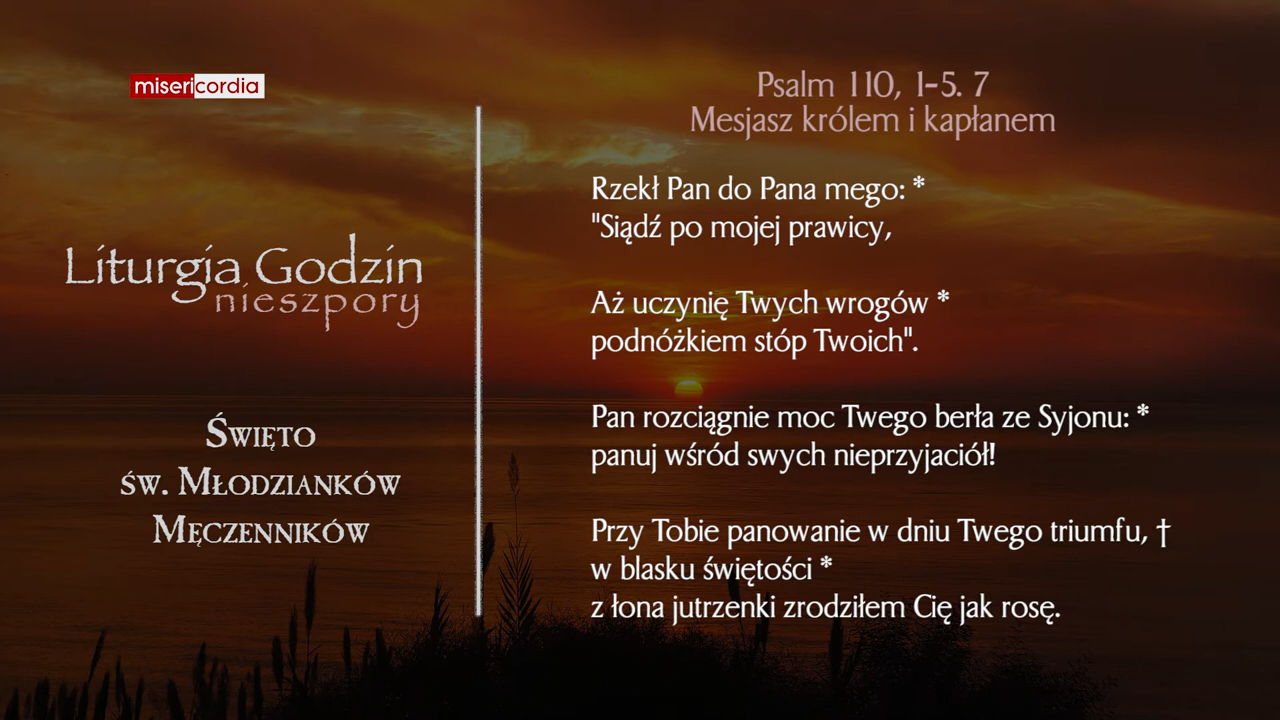 misericordia
Liturgia Godzin
nieszpory
Święto
św. Młodzianków
Męczenników
Psalm 110, 1-5. 7
Mesjasz królem i kapłanem
Rzekł Pan do Pana mego: *
"Siądź po mojej prawicy,
Aż uczynię Twych wrogów *
podnóżkiem stóp Twoich".
Pan rozciągnie moc Twego berła ze Syjonu: *
panuj wśród swych nieprzyjaciół!
Przy Tobie panowanie w dniu Twego triumfu, †
w blasku świętości *
z łona jutrzenki zrodziłem Cię jak rosę.